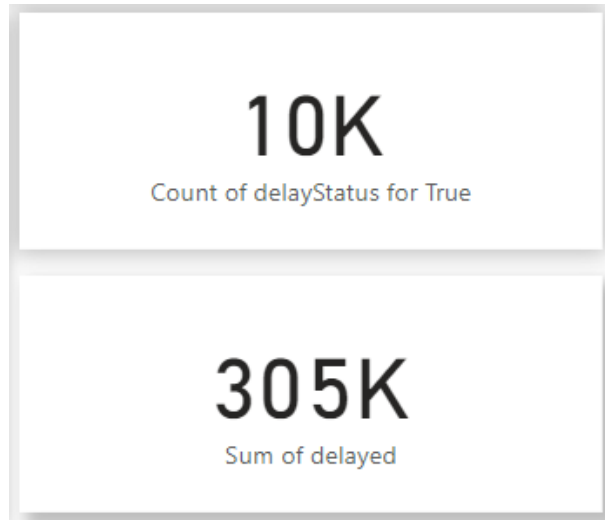 10K
Count of delayStatus for True
305K
Sum of delayed